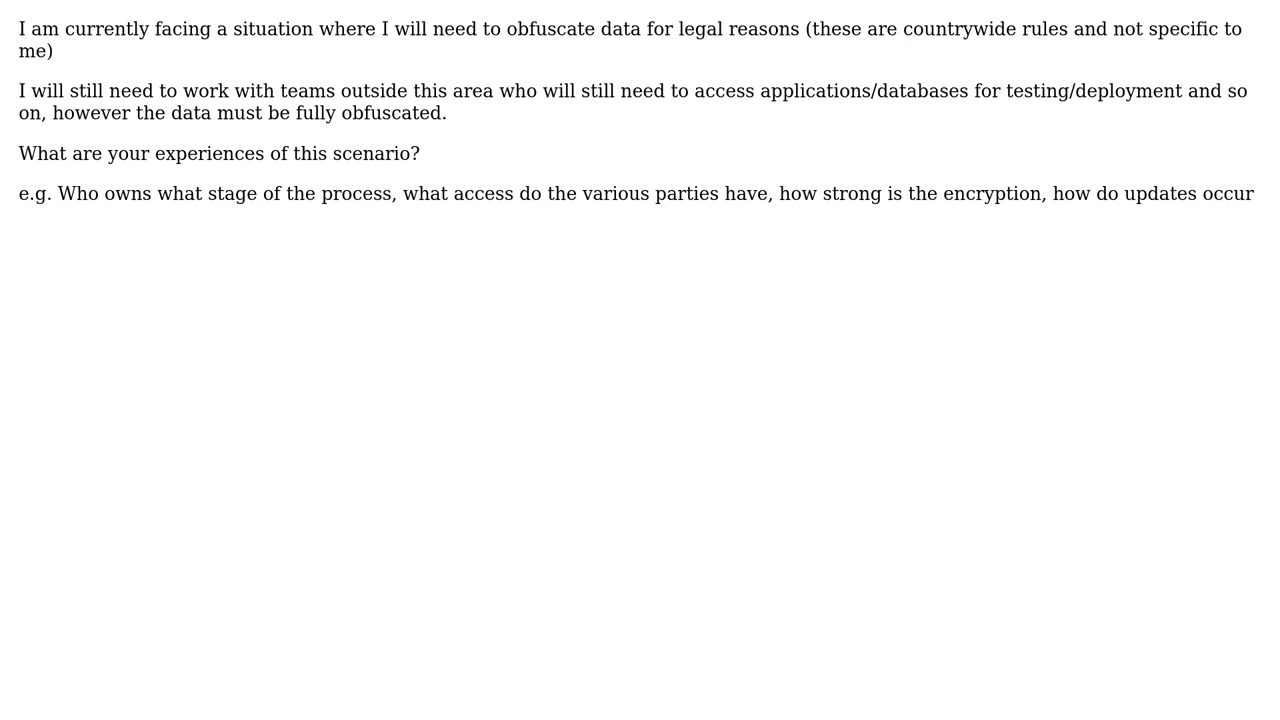 I am currently facing a situation where I will need to obfuscate data for legal reasons (these are countrywide rules and not specific to
me)
I will still need to work with teams outside this area who will still need to access applications/databases for testing/deployment and so
on, however the data must be fully obfuscated.
What are your experiences of this scenario?
e.g. Who owns what stage of the process, what access do the various parties have, how strong is the encryption, how do updates occur